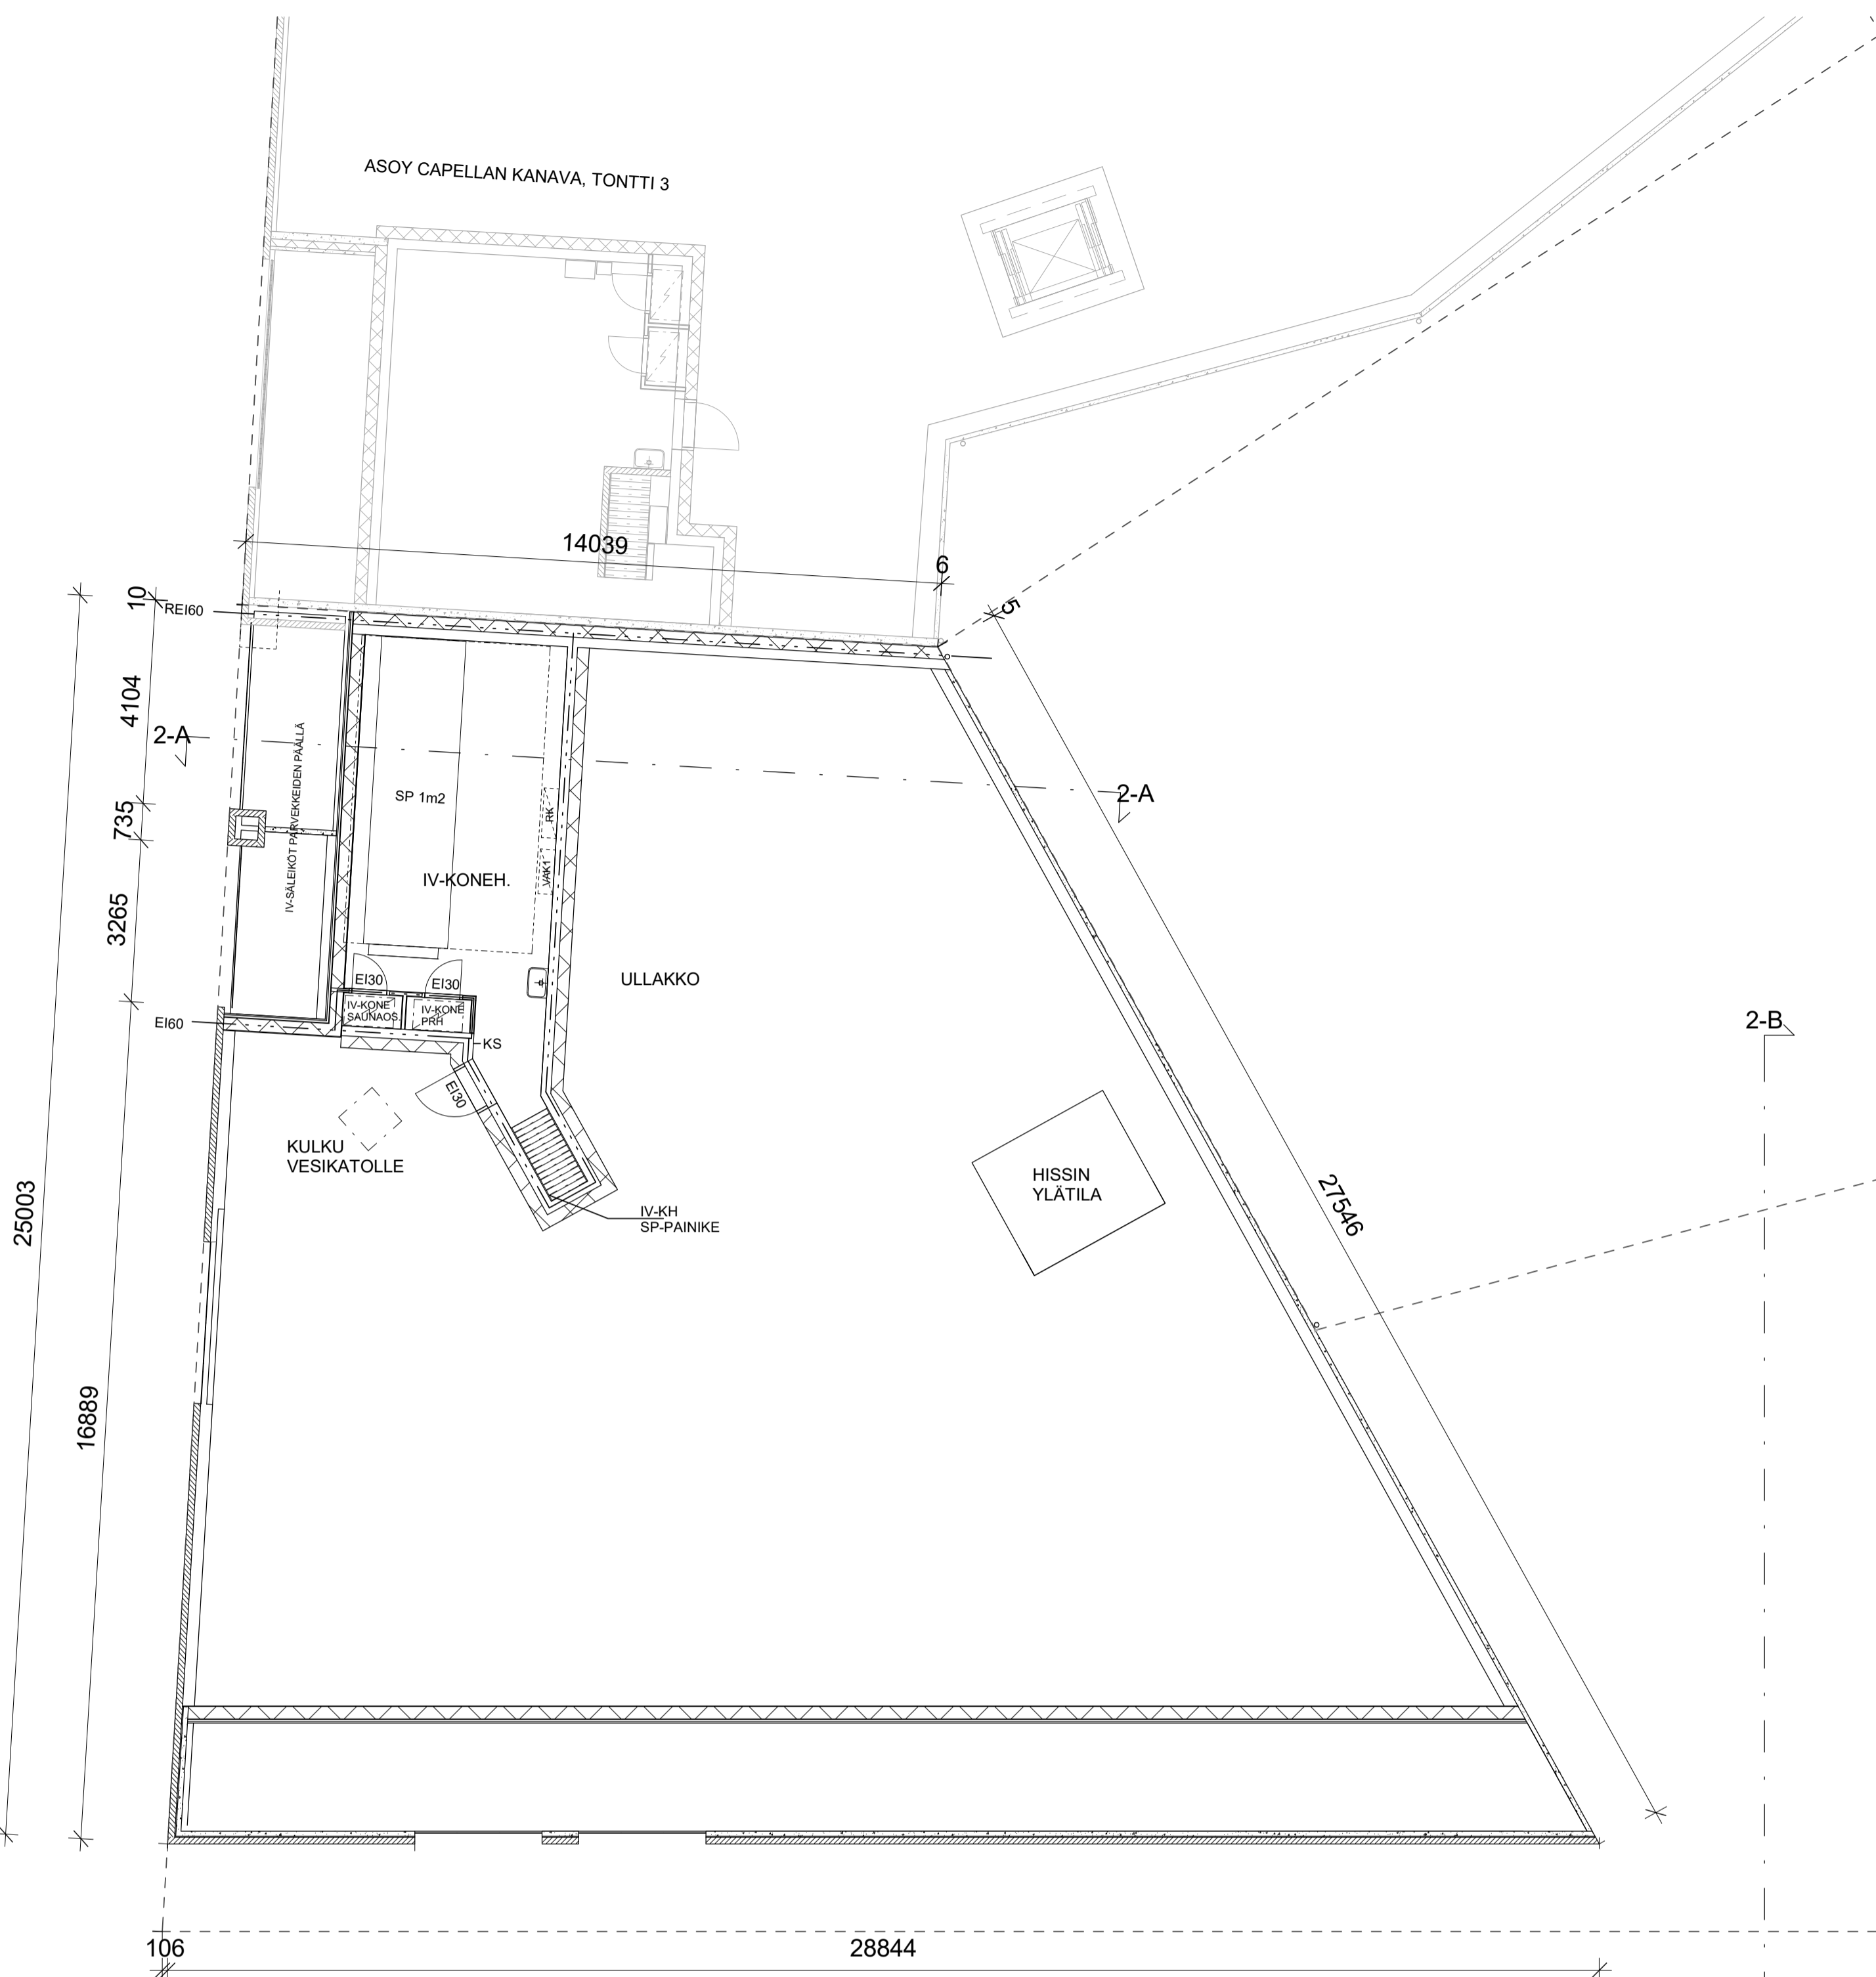 ASOY CAPELLAN KANAVA, TONTTI 3
14039
6
5
10
REI60
4104
2-A
2-A
735
3265
IV-SÄLEIKÖT PARVEKKEIDEN PÄÄLLÄ
SP 1m2
RK
VAK1
IV-KONEH.
ULLAKKO
EI30
EI30
IV-KONE
SAUNAOS.
IV-KONE
PRH
EI60
KS
EI30
2-B
KULKU
VESIKATOLLE
HISSIN
YLÄTILA
IV-KH
SP-PAINIKE
25003
27546
16889
106
28844